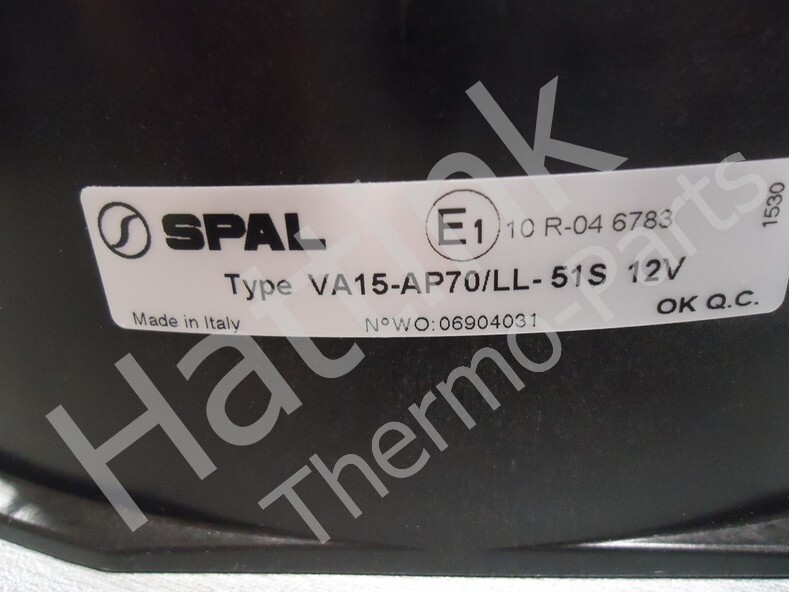 SPAL E1 10 R-04 6783
1530
Type VA15-AP70/LL-51S 12V
Made in Italy N°WO:06904031 OK Q.C.
Hattink
Thermo-Parts